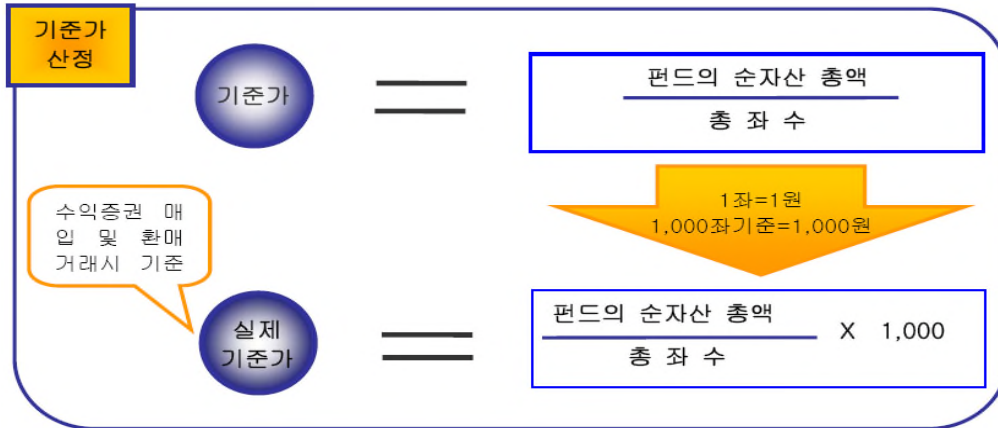 기준가
산정
기준가
펀드의 순자산 총액
총 좌 수
1좌=1원
1,000좌기준=1,000원
수익증권 매
입 및 환매
거래시 기준
실제
기준가
펀드의 순자산 총액
총 좌 수
X 1,000